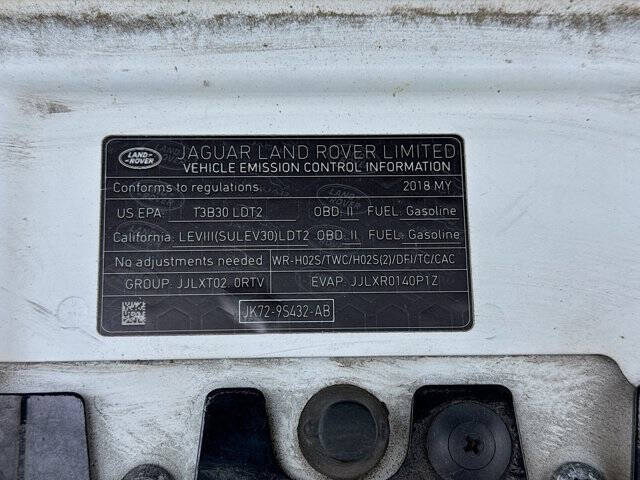 LAND-ROVER JAGUAR LAND ROVER LIMITED
VEHICLE EMISSION CONTROL INFORMATION
Conforms to regulations: 2018 MY
US EPA: T3B30 LDT2 OBD II FUEL: Gasoline
California: LEVIII(SULEV30)LDT2 OBD II FUEL: Gasoline
No adjustments needed WR-H02S/TWC/H02S(2)/DFI/TC/CAC
GROUP: JJLXT02.0RTV EVAP: JJLXR0140P1Z
JK72-9S432-AB